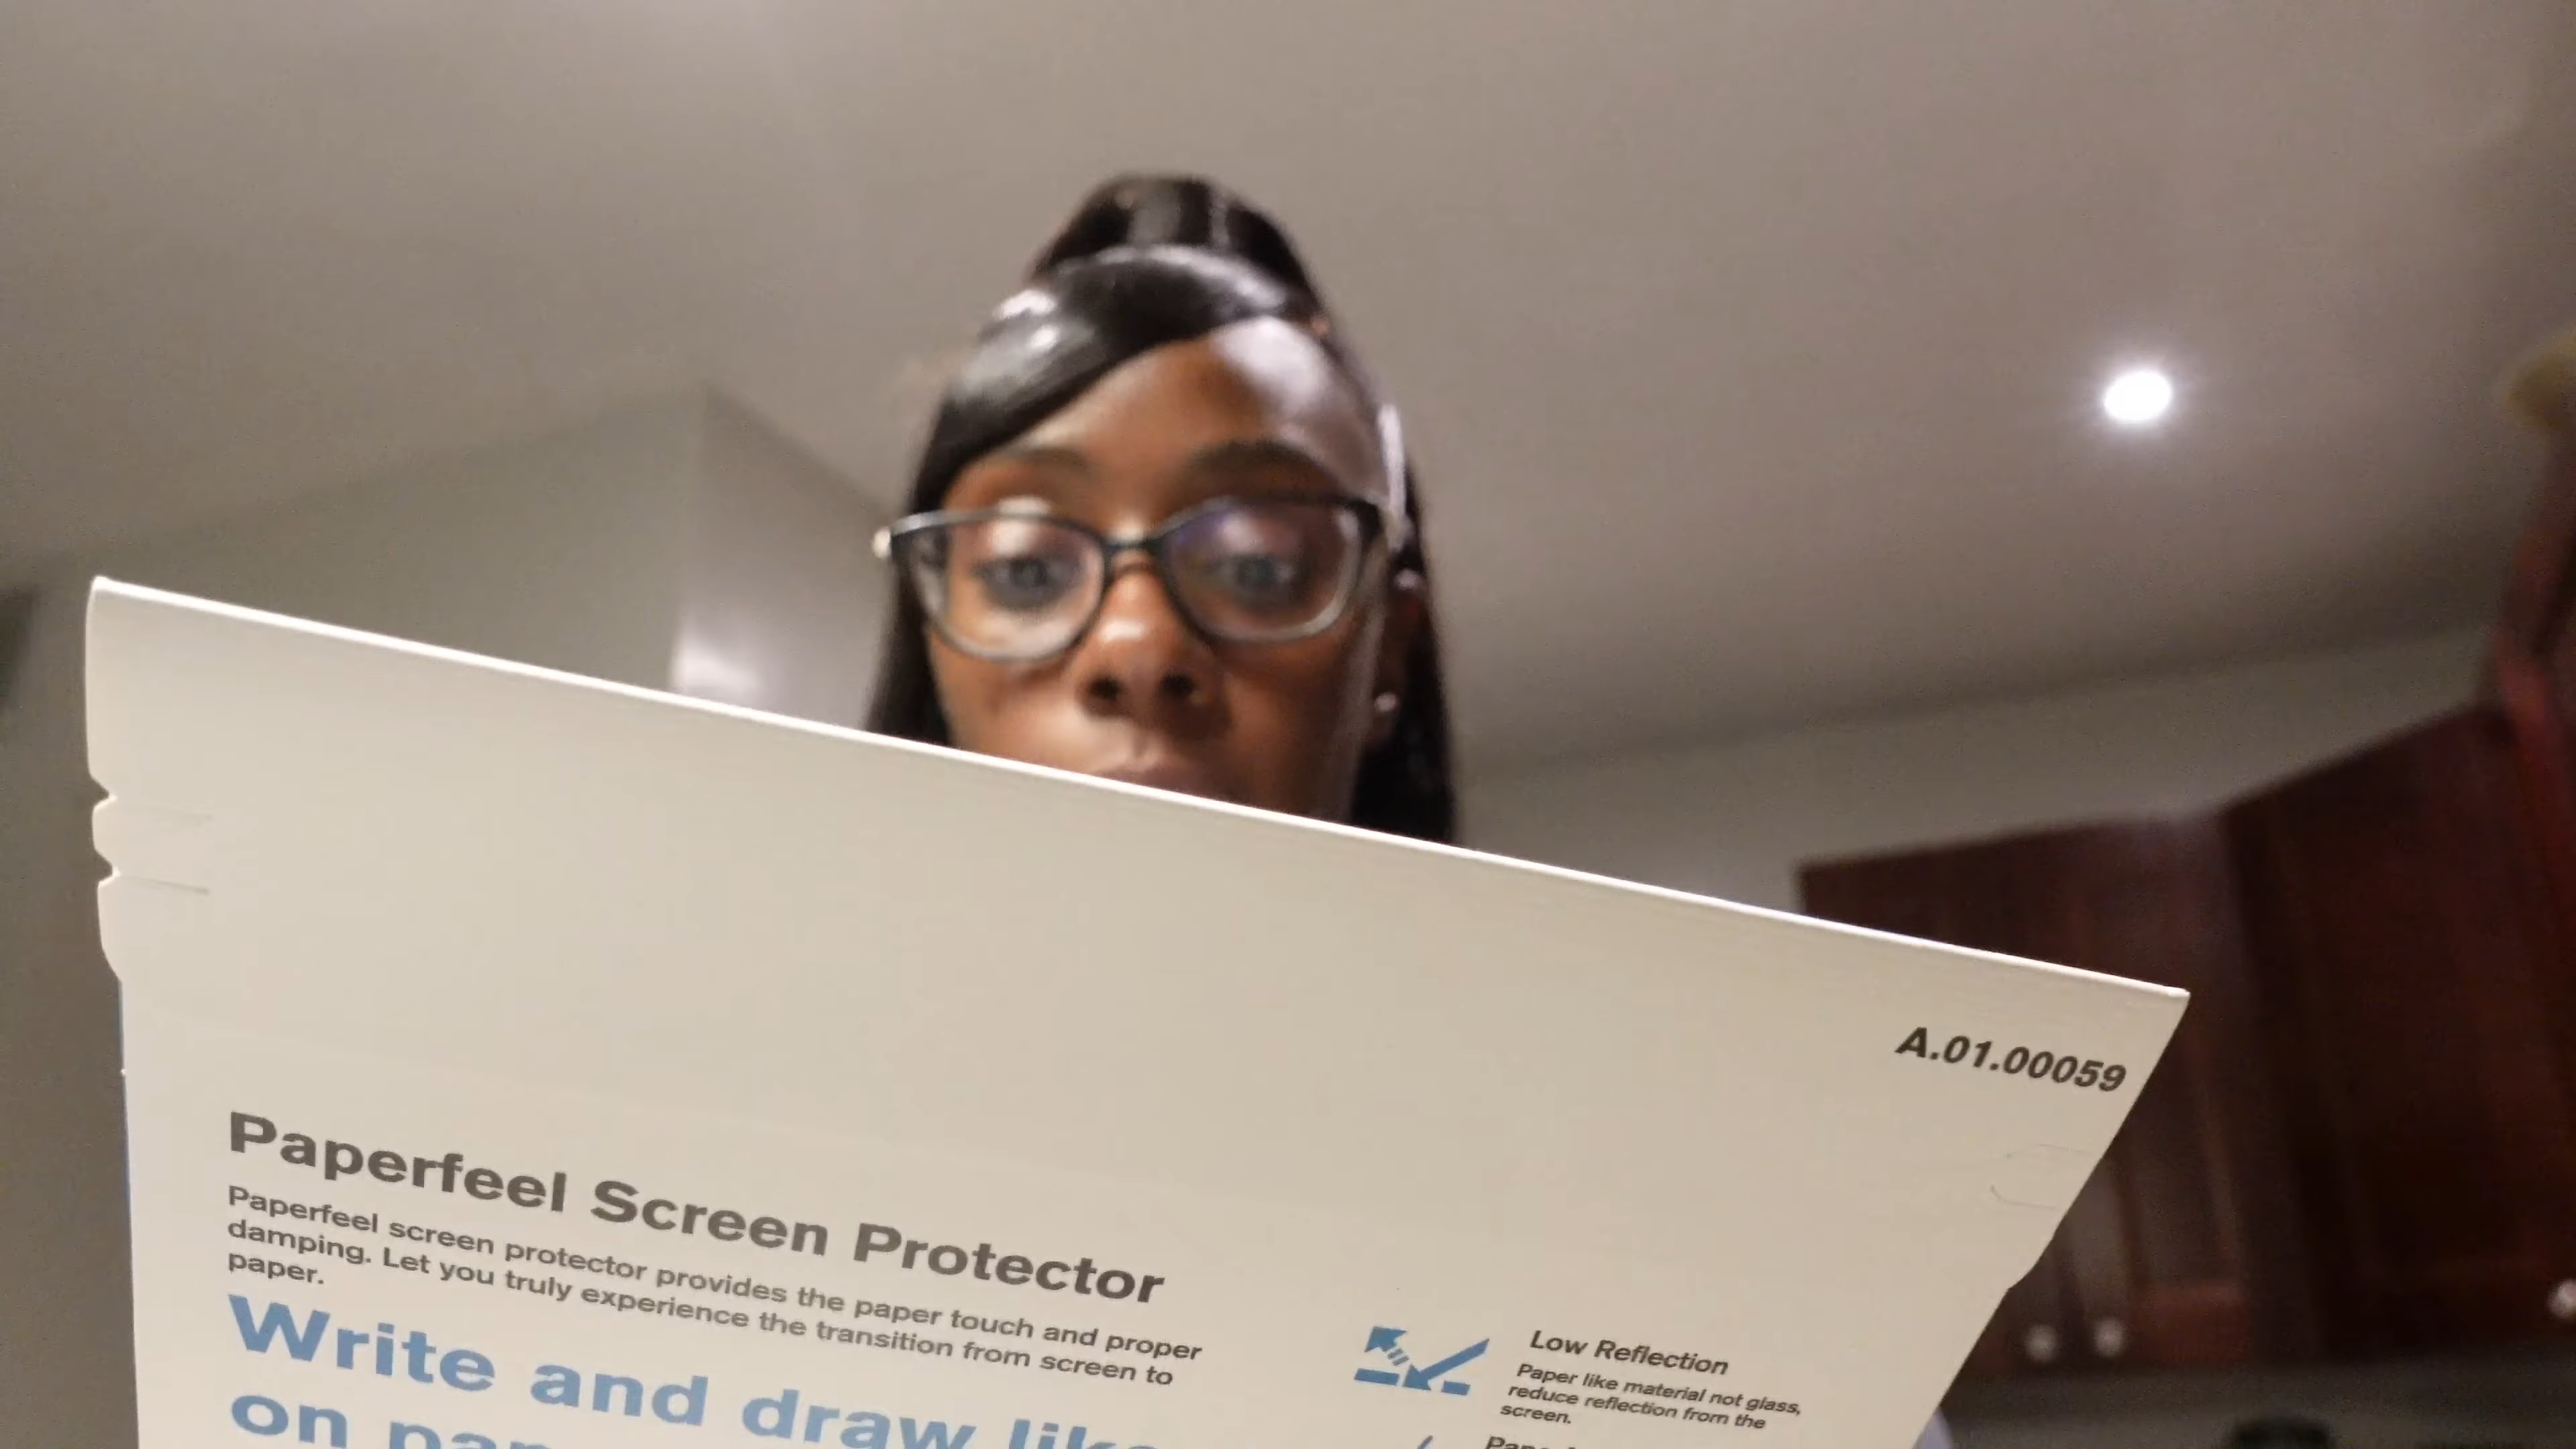 A.01.00059
Paperfeel Screen Protector
Paperfeel screen protector provides the paper touch and proper
damping. Let you truly experience the transition from screen to
paper.
Write and draw like
on
Low Reflection
Paper like material not glass,
reduce reflection from the
screen.